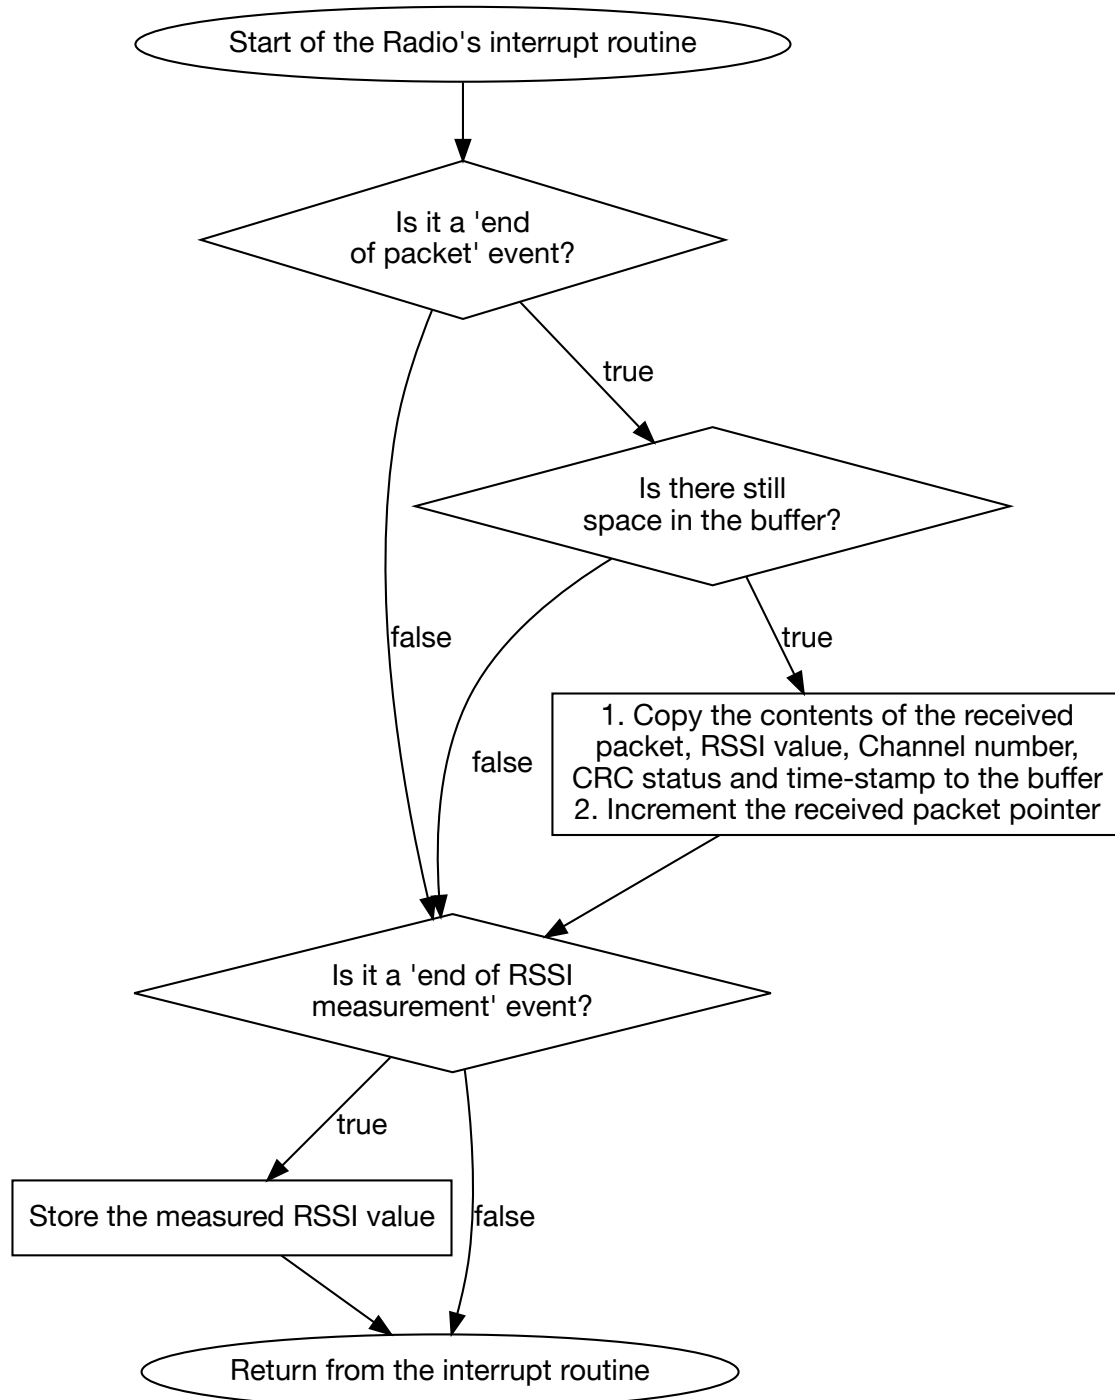 Start of the Radio's interrupt routine
Is it a 'end
of packet' event?
true
Is there still
space in the buffer?
false
true
1. Copy the contents of the received
packet, RSSI value, Channel number,
CRC status and time-stamp to the buffer
2. Increment the received packet pointer
false
Is it a 'end of RSSI
measurement' event?
true
Store the measured RSSI value
false
Return from the interrupt routine